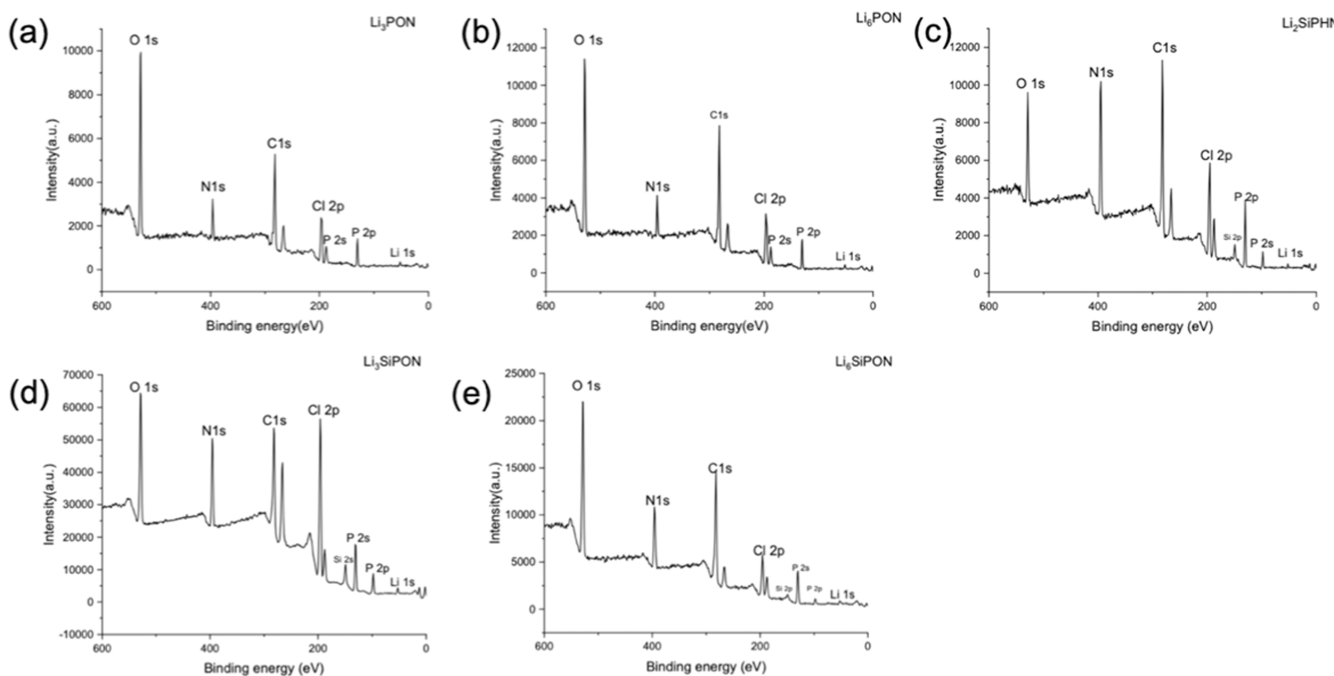 (a)
Li₃PON
O 1s
N1s
C1s
Cl 2p
P 2s
P 2p
Li 1s
10000
8000
6000
4000
2000
0
Intensity(a.u.)
600
400
200
0
Binding energy(eV)
(b)
Li₆PON
O 1s
N1s
C1s
Cl 2p
P 2s
P 2p
Li 1s
12000
10000
8000
6000
4000
2000
0
Intensity(a.u.)
600
400
200
0
Binding energy(eV)
(c)
Li₂SiPHN
O 1s
N1s
C1s
Cl 2p
Si 2p
P 2p
P 2s
Li 1s
12000
10000
8000
6000
4000
2000
0
Intensity(a.u.)
600
400
200
0
Binding energy (eV)
(d)
Li₃SiPON
O 1s
N1s
C1s
Cl 2p
Si 2s
P 2s
P 2p
Li 1s
70000
60000
50000
40000
30000
20000
10000
0
-10000
Intensity(a.u.)
600
400
200
0
Binding energy (eV)
(e)
Li₆SiPON
O 1s
N1s
C1s
Cl 2p
Si 2p
P 2s
P 2p
Li 1s
25000
20000
15000
10000
5000
0
Intensity(a.u.)
600
400
200
0
Binding energy (eV)